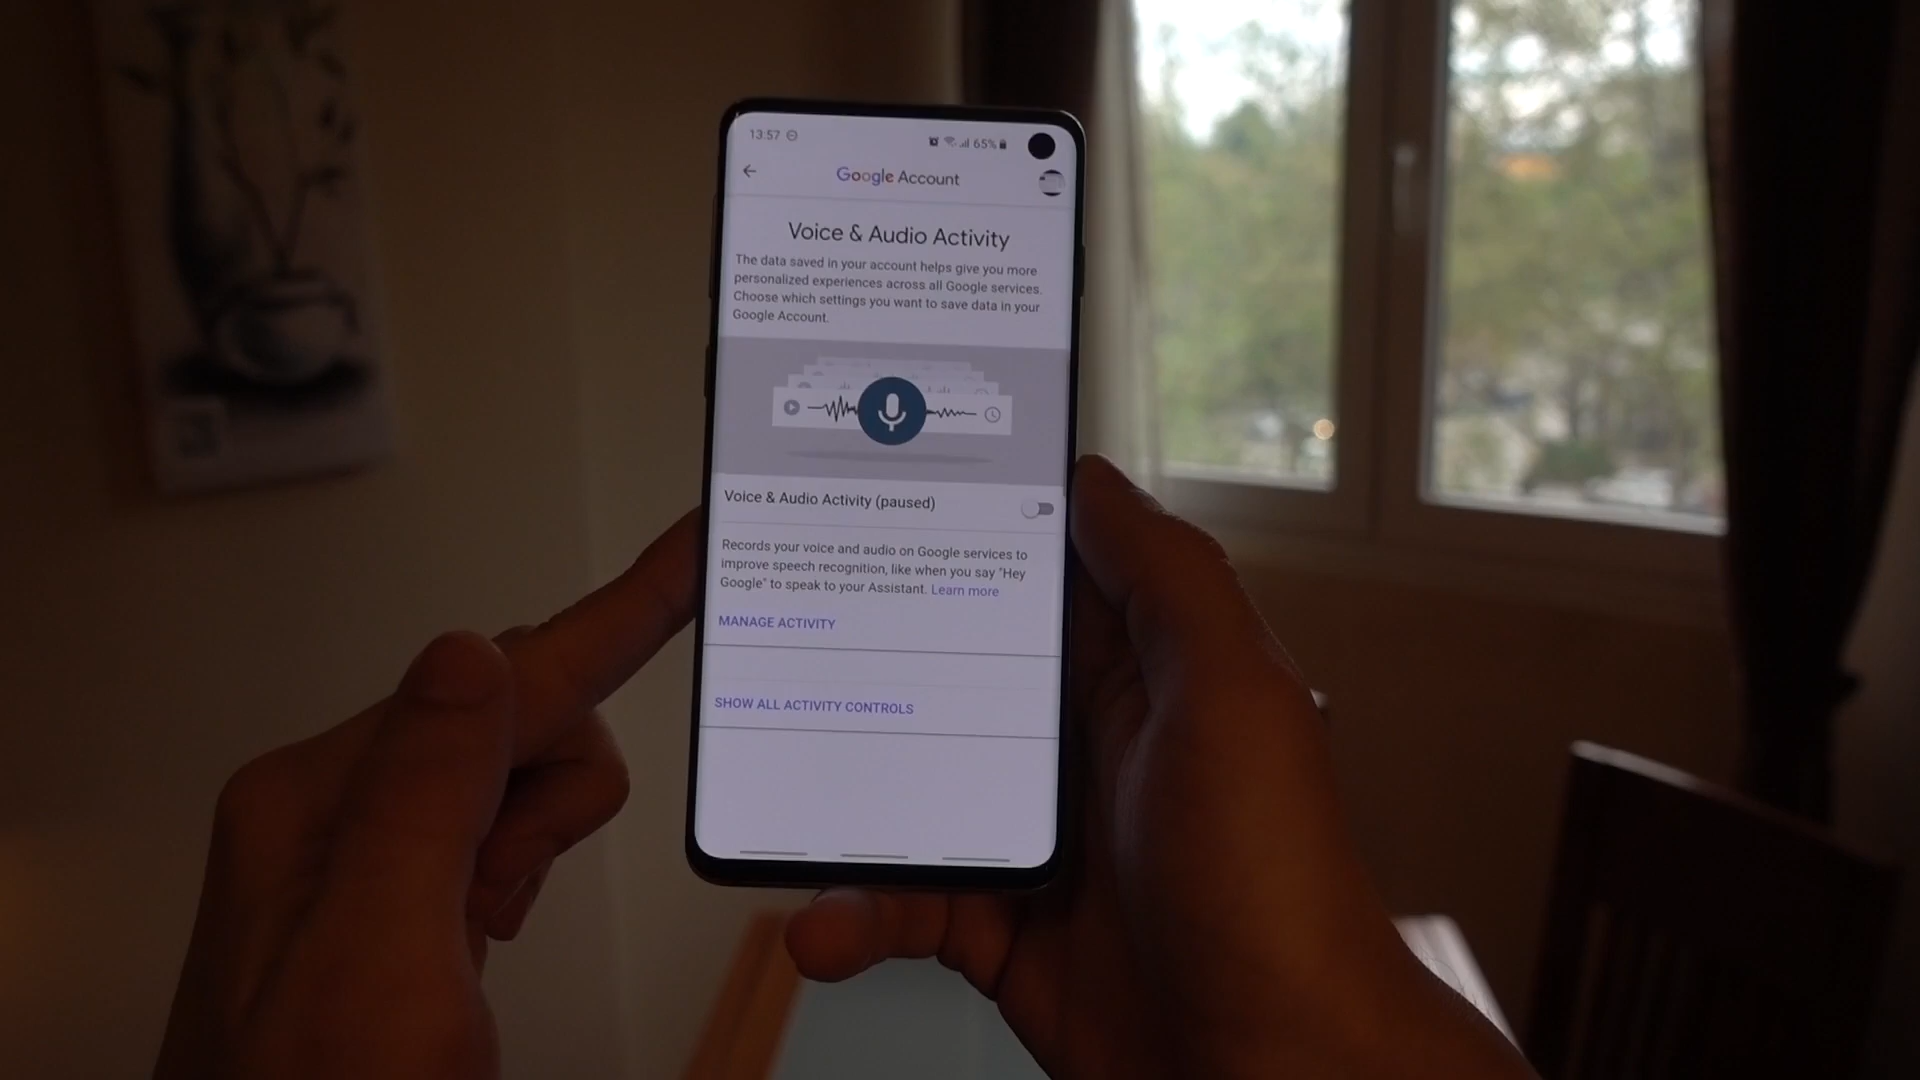 13:57
65%
Google Account
Voice & Audio Activity
The data saved in your account helps give you more
personalized experiences across all Google services.
Choose which settings you want to save data in your
Google Account.
Voice & Audio Activity (paused)
Records your voice and audio on Google services to
improve speech recognition, like when you say "Hey
Google" to speak to your Assistant. Learn more
MANAGE ACTIVITY
SHOW ALL ACTIVITY CONTROLS